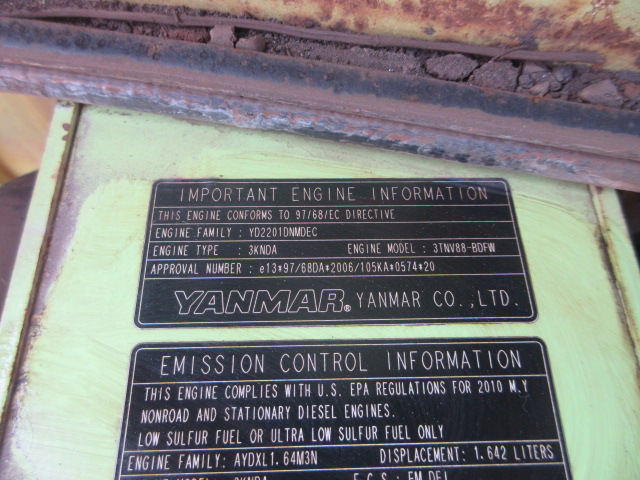 IMPORTANT ENGINE INFORMATION
THIS ENGINE CONFORMS TO 97/68/EC DIRECTIVE
ENGINE FAMILY : YD2201DNMDEC
ENGINE TYPE : 3KNDA ENGINE MODEL : 3TNV88-BDFW
APPROVAL NUMBER : e13*97/68DA*2006/105KA*0574*20
YANMAR® YANMAR CO.,LTD.
EMISSION CONTROL INFORMATION
THIS ENGINE COMPLIES WITH U.S. EPA REGULATIONS FOR 2010 M.Y
NONROAD AND STATIONARY DIESEL ENGINES.
LOW SULFUR FUEL OR ULTRA LOW SULFUR FUEL ONLY
ENGINE FAMILY: AYDXL1.64M3N DISPLACEMENT: 1.642 LITERS